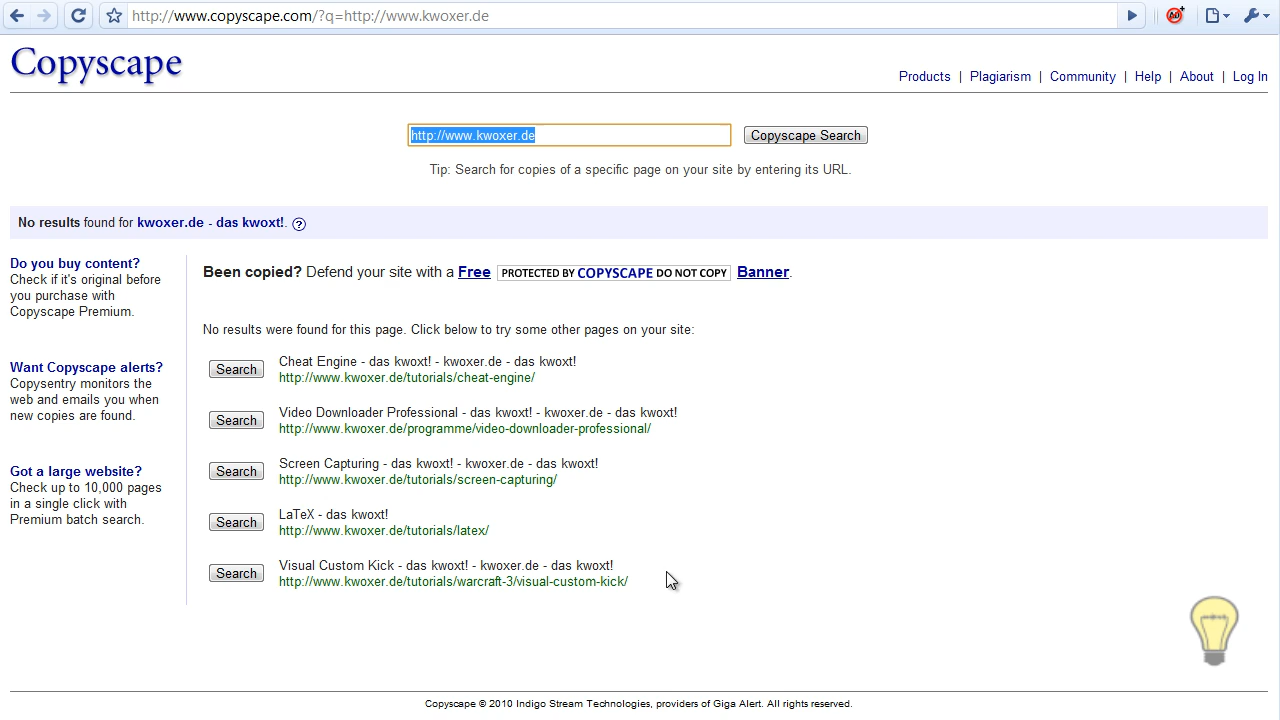 http://www.copyscape.com/?q=http://www.kwoxer.de
Copyscape
Products | Plagiarism | Community | Help | About | Log In
http://www.kwoxer.de Copyscape Search
Tip: Search for copies of a specific page on your site by entering its URL.
No results found for kwoxer.de - das kwoxt!. ?
Do you buy content?
Check if it's original before
you purchase with
Copyscape Premium.
Want Copyscape alerts?
Copysentry monitors the
web and emails you when
new copies are found.
Got a large website?
Check up to 10,000 pages
in a single click with
Premium batch search.
Been copied? Defend your site with a Free PROTECTED BY COPYSCAPE DO NOT COPY Banner.
No results were found for this page. Click below to try some other pages on your site:
Search Cheat Engine - das kwoxt! - kwoxer.de - das kwoxt!
http://www.kwoxer.de/tutorials/cheat-engine/
Search Video Downloader Professional - das kwoxt! - kwoxer.de - das kwoxt!
http://www.kwoxer.de/programme/video-downloader-professional/
Search Screen Capturing - das kwoxt! - kwoxer.de - das kwoxt!
http://www.kwoxer.de/tutorials/screen-capturing/
Search LaTeX - das kwoxt!
http://www.kwoxer.de/tutorials/latex/
Search Visual Custom Kick - das kwoxt! - kwoxer.de - das kwoxt!
http://www.kwoxer.de/tutorials/warcraft-3/visual-custom-kick/
Copyscape © 2010 Indigo Stream Technologies, providers of Giga Alert. All rights reserved.